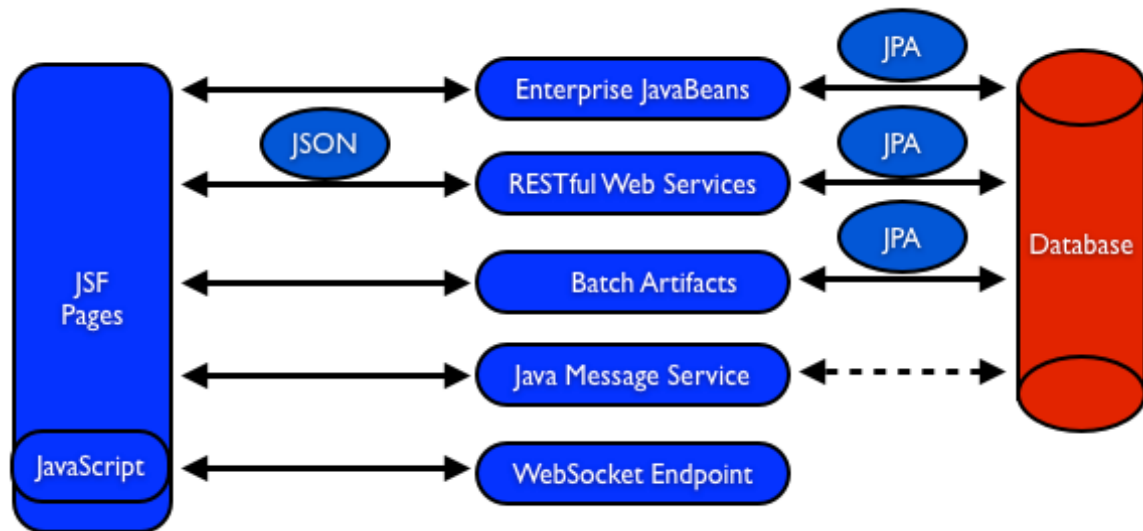 JPA
Enterprise JavaBeans
JSON
JPA
RESTful Web Services
JPA
Database
JSF
Pages
Batch Artifacts
Java Message Service
JavaScript
WebSocket Endpoint